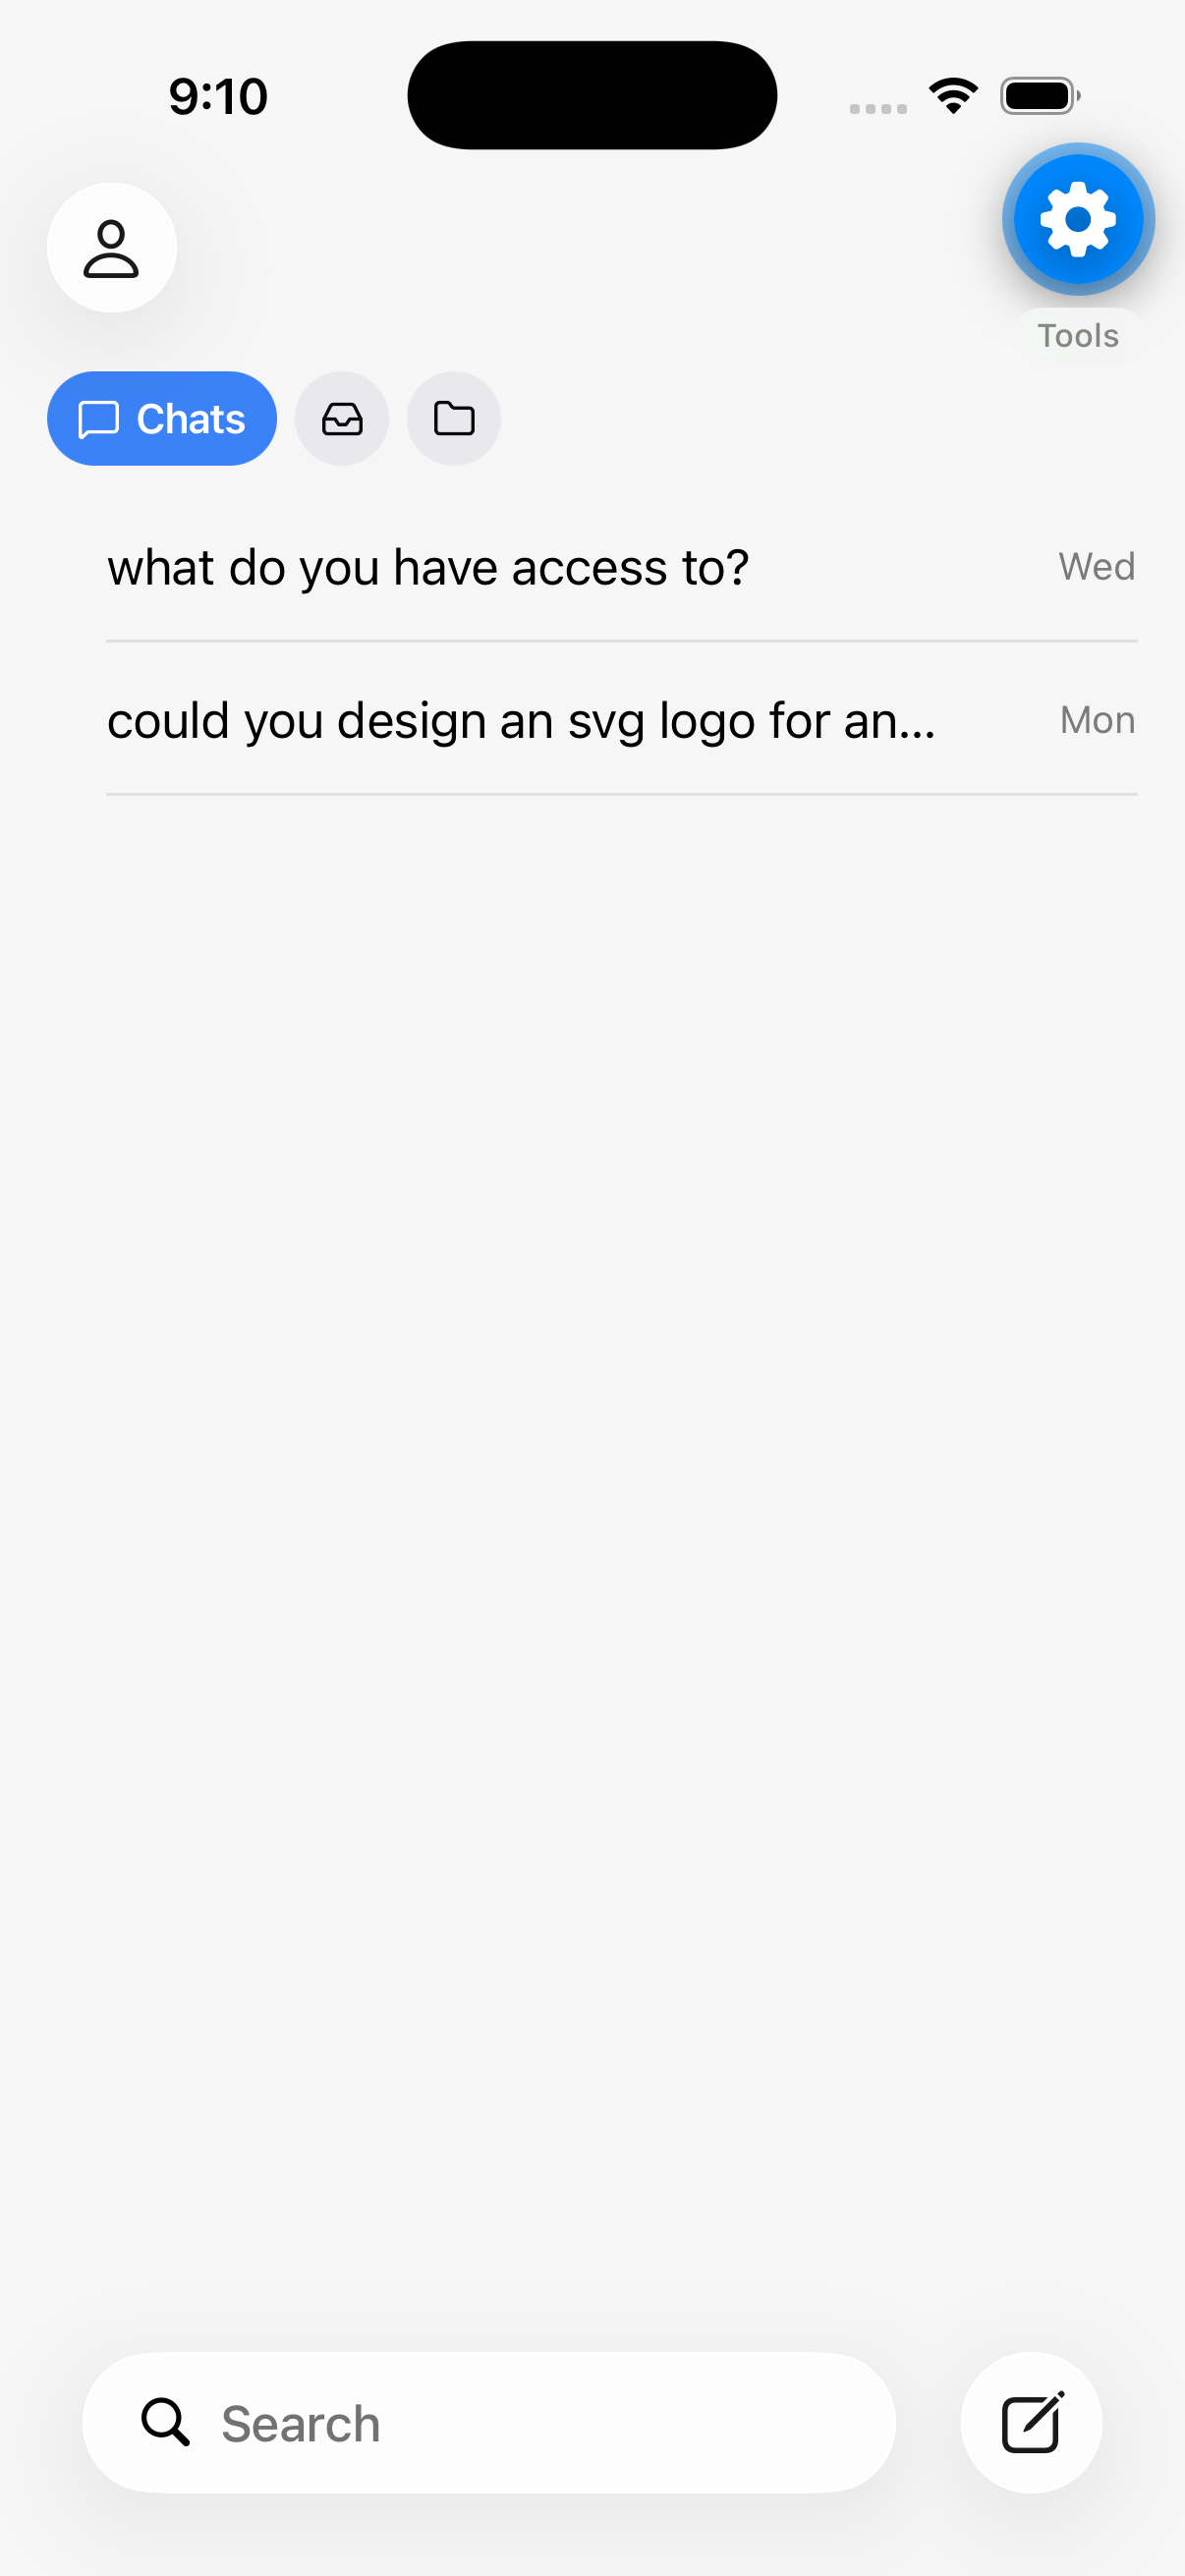 9:10
Tools
Chats
what do you have access to? Wed
could you design an svg logo for an... Mon
Search